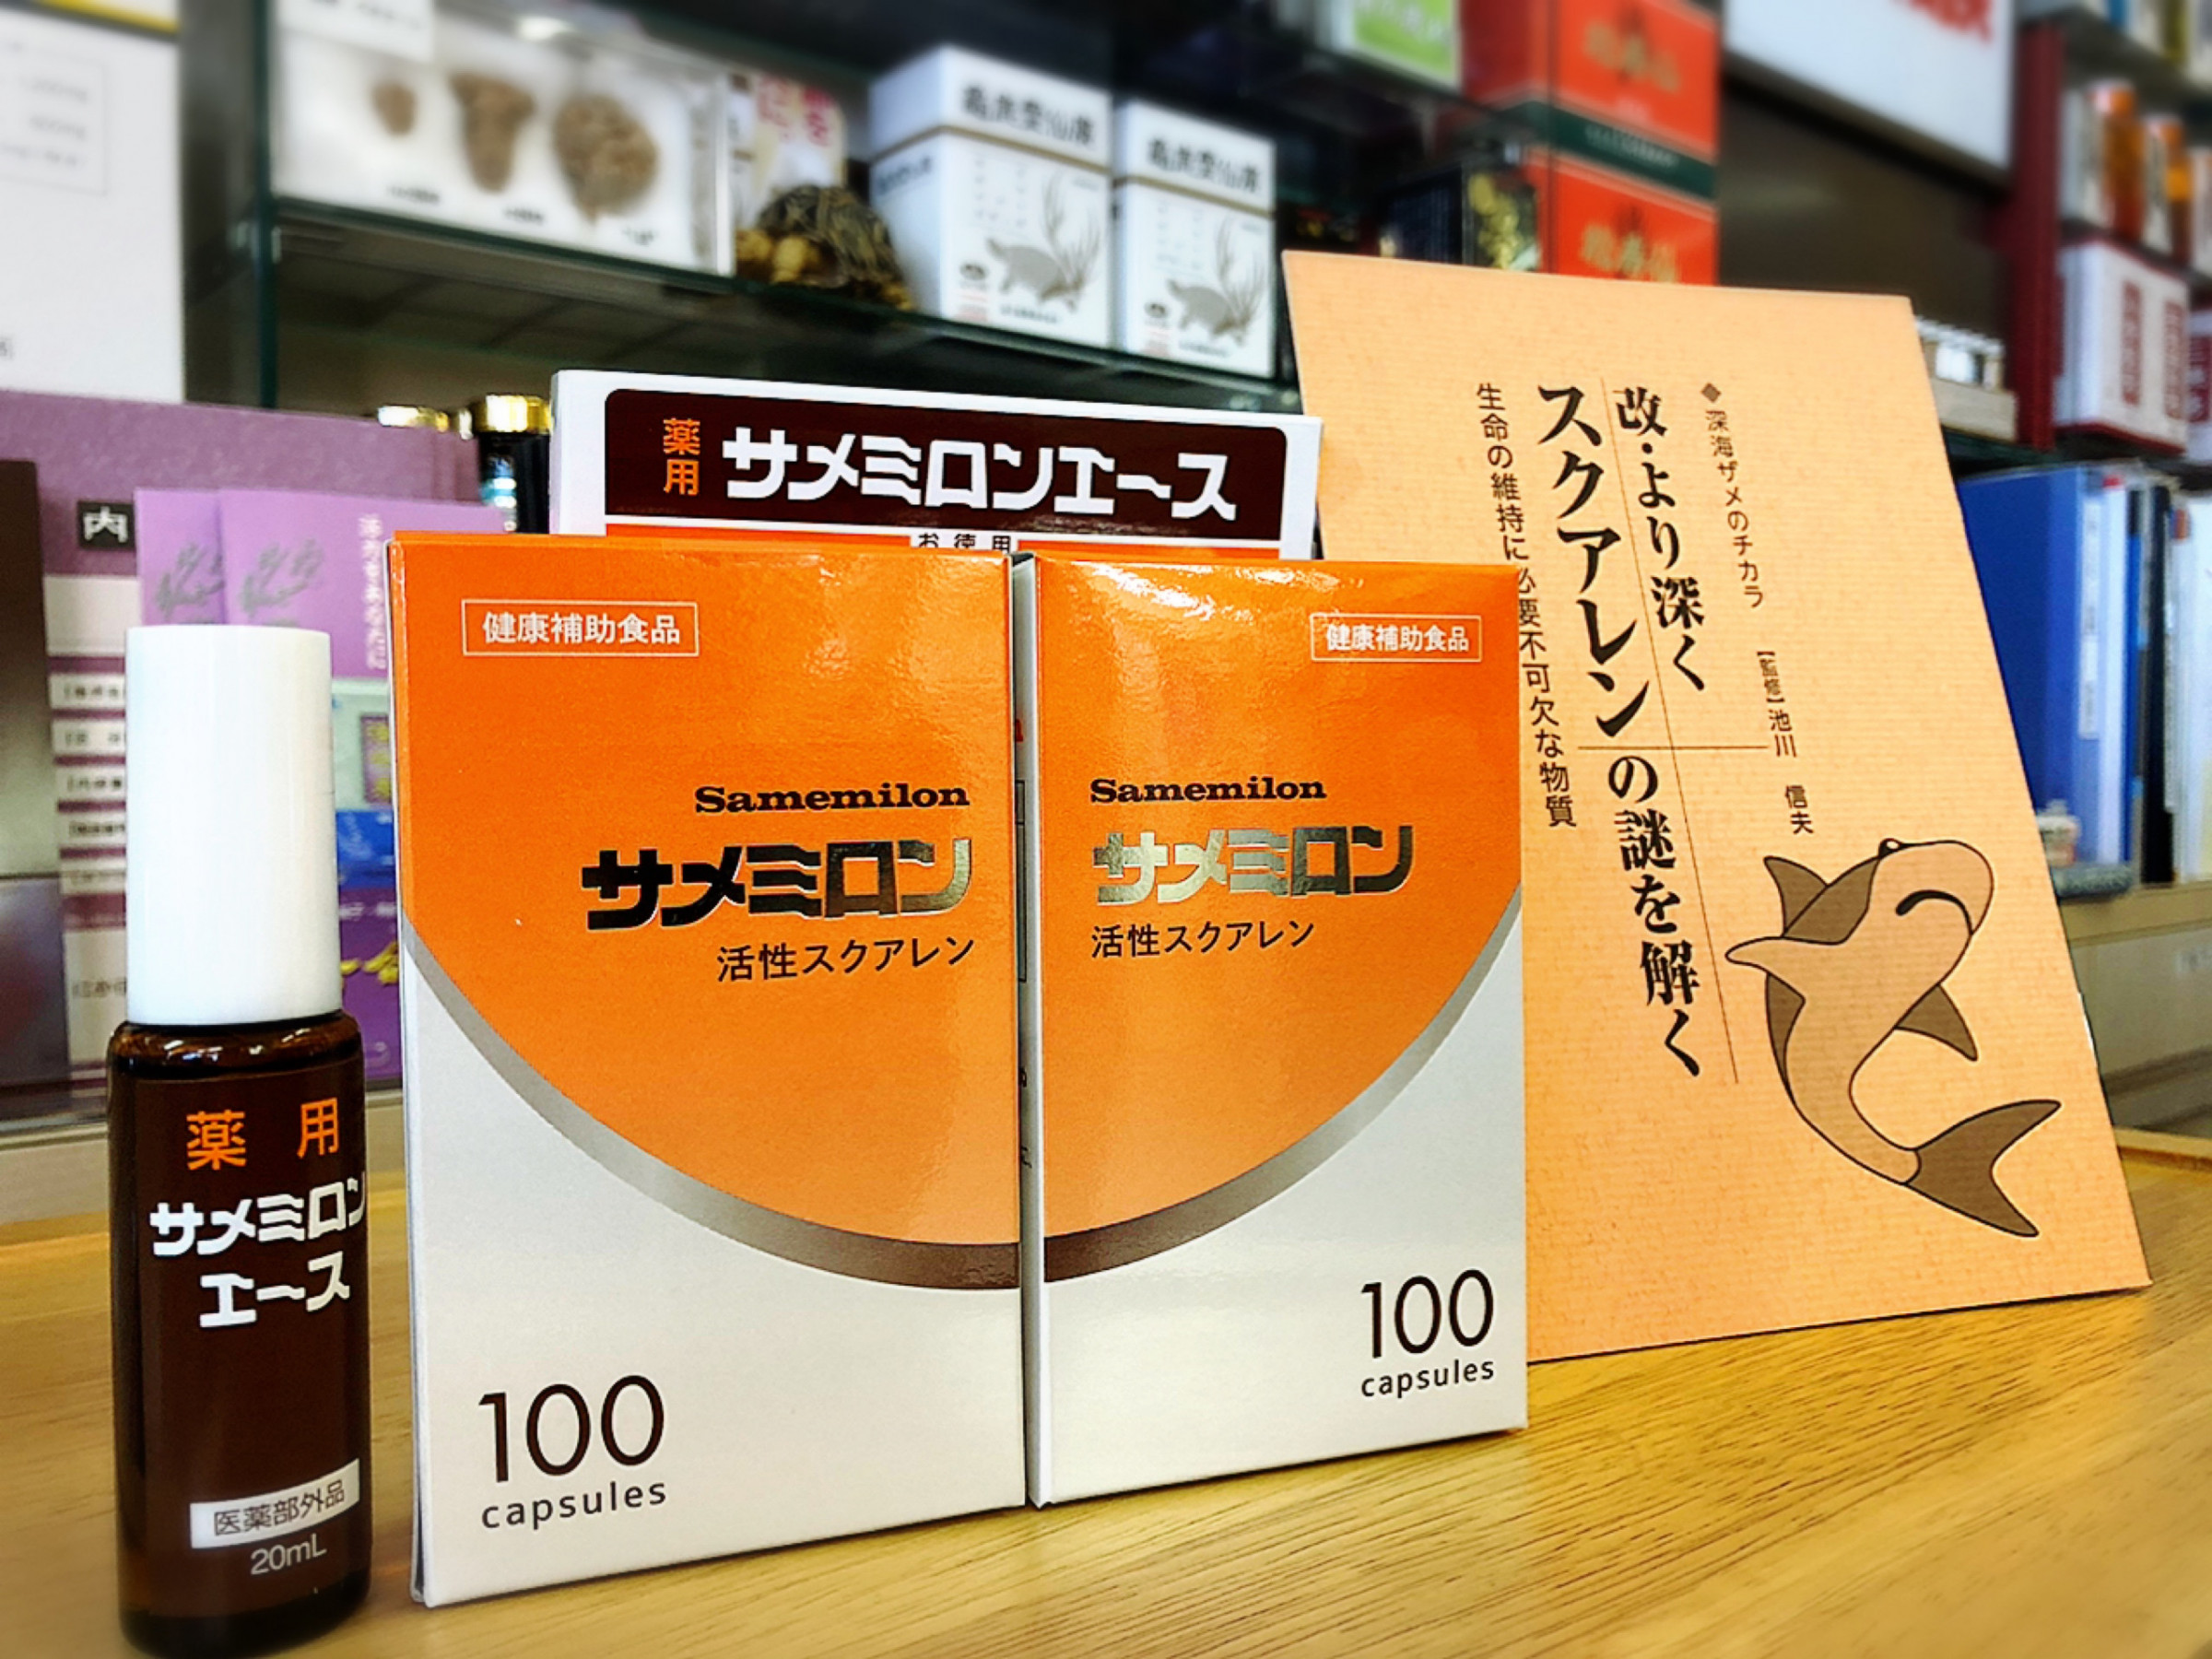 薬用
サメミロンエース
お徳用
健康補助食品
Samemilon
サメミロン
活性スクアレン
100
capsules
健康補助食品
Samemilon
サメミロン
活性スクアレン
100
capsules
薬用
サメミロン
エース
医薬部外品
20mL
◆深海ザメのチカラ
改・より深く
スクアレンの謎を解く
生命の維持に必要不可欠な物質
【監修】池川 信夫
内